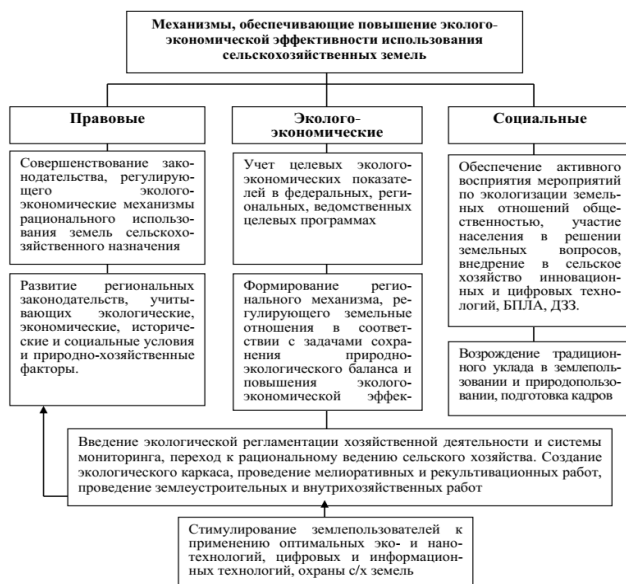 Механизмы, обеспечивающие повышение эколого-
экономической эффективности использования
сельскохозяйственных земель
Правовые
Совершенствование зако-
нодательства, регулирую-
щего эколого-
экономические механизмы
рационального использова-
ния земель сельскохозяй-
ственного назначения
Развитие региональных
законодательств, учиты-
вающих экологические,
экономические, историче-
ские и социальные условия
и природно-хозяйственные
факторы.
Эколого-
экономические
Учет целевых эколого-
экономических показате-
лей в федеральных, регио-
нальных, ведомственных
целевых программах
Формирование регио-
нального механизма, ре-
гулирующего земельные
отношения в соответ-
ствии с задачами сохра-
нения природно-
экологического баланса и
повышения эколого-
экономической эффек-
Социальные
Обеспечение активного
восприятия мероприятий
по экологизации земель-
ных отношений обще-
ственностью, участие
населения в решении
земельных вопросов,
внедрение в сельское
хозяйство инновацион-
ных и цифровых техно-
логий, БПЛА, ДЗЗ.
Возрождение традицион-
ного уклада в землеполь-
зовании и природопользо-
вании, подготовка кадров
Введение экологической регламентации хозяйственной деятельности и системы
мониторинга, переход к рациональному ведению сельского хозяйства. Создание
экологического каркаса, проведение мелиоративных и рекультивационных работ,
проведение землеустроительных и внутрихозяйственных работ
Стимулирование землепользователей к
применению оптимальных эко- и нано-
технологий, цифровых и информацион-
ных технологий, охраны с/х земель